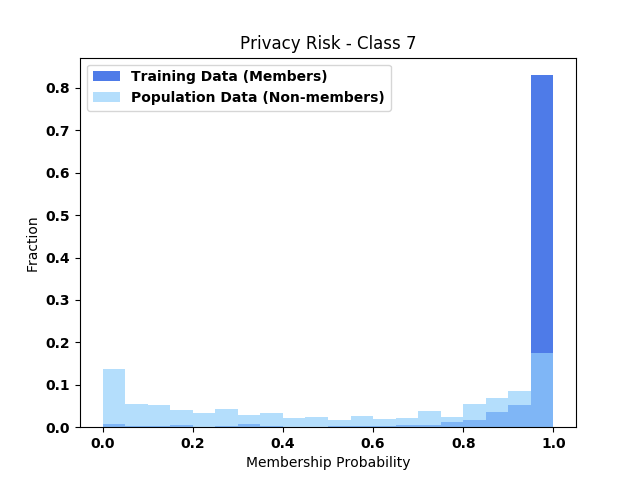 Privacy Risk - Class 7
Training Data (Members)
Population Data (Non-members)
0.8
0.7
0.6
0.5
0.4
0.3
0.2
0.1
0.0
Fraction
0.0 0.2 0.4 0.6 0.8 1.0
Membership Probability